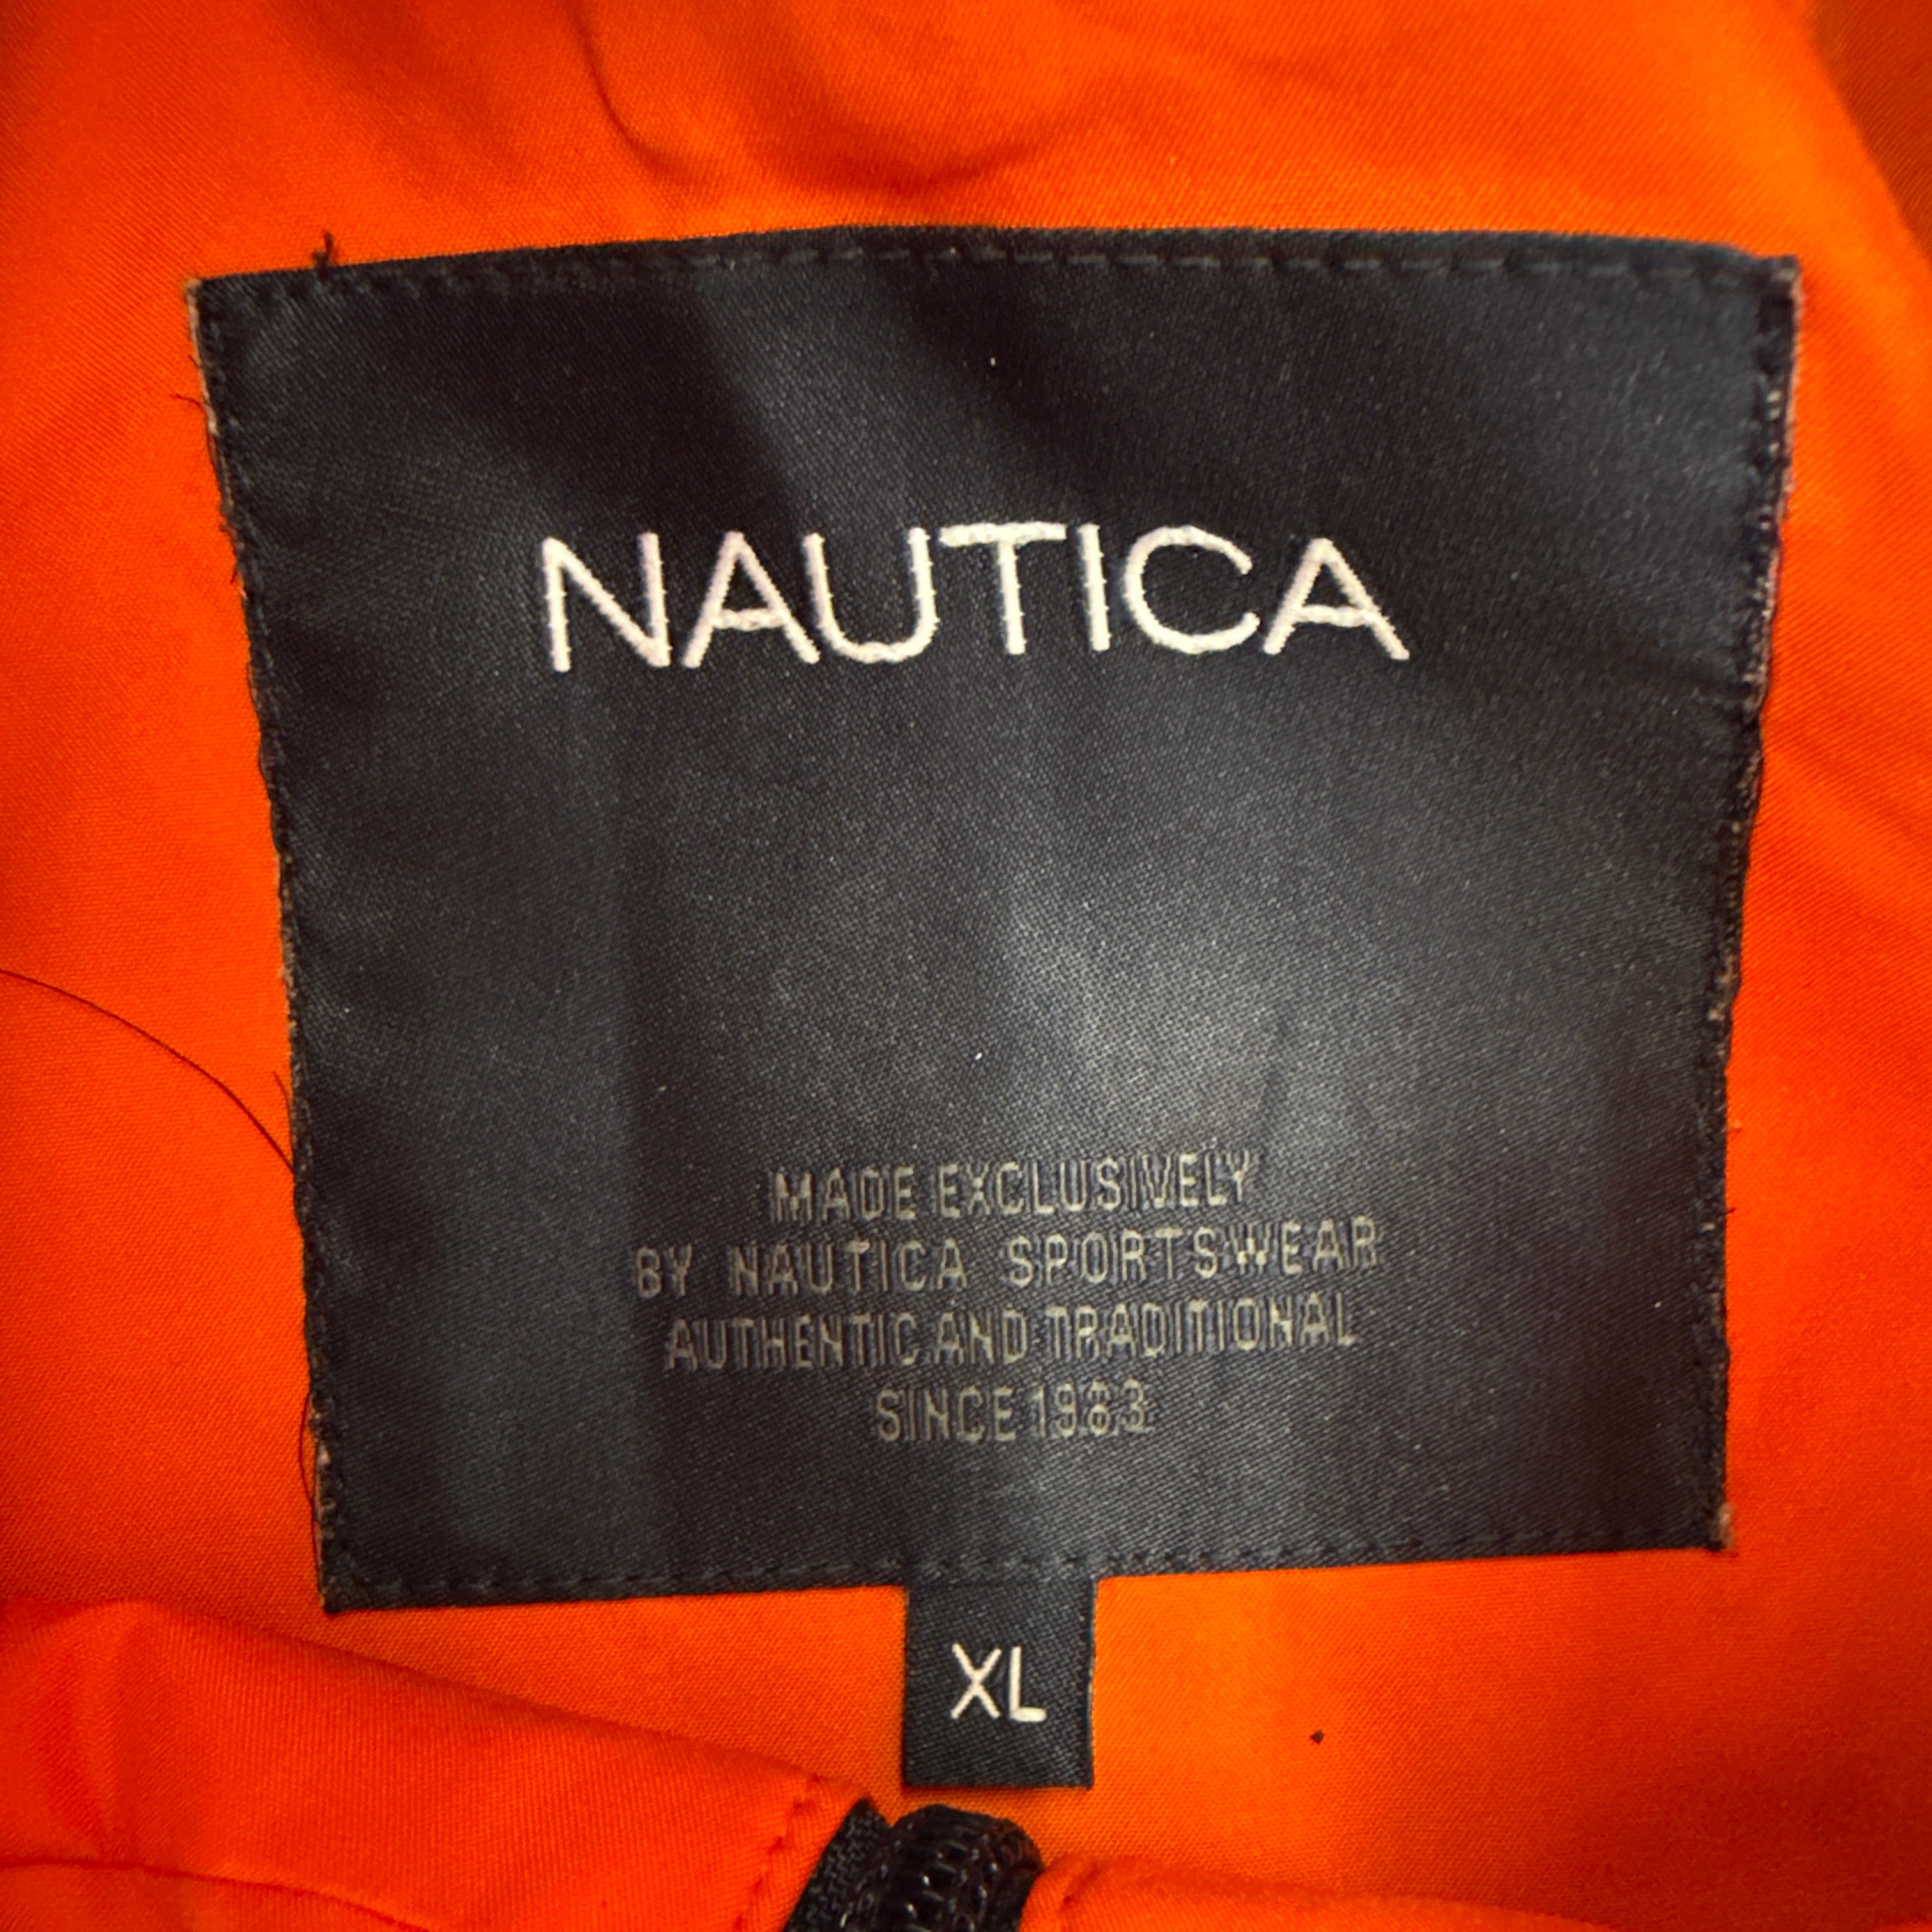 NAUTICA
MADE EXCLUSIVELY
BY NAUTICA SPORTSWEAR
AUTHENTIC AND TRADITIONAL
SINCE 1983
XL